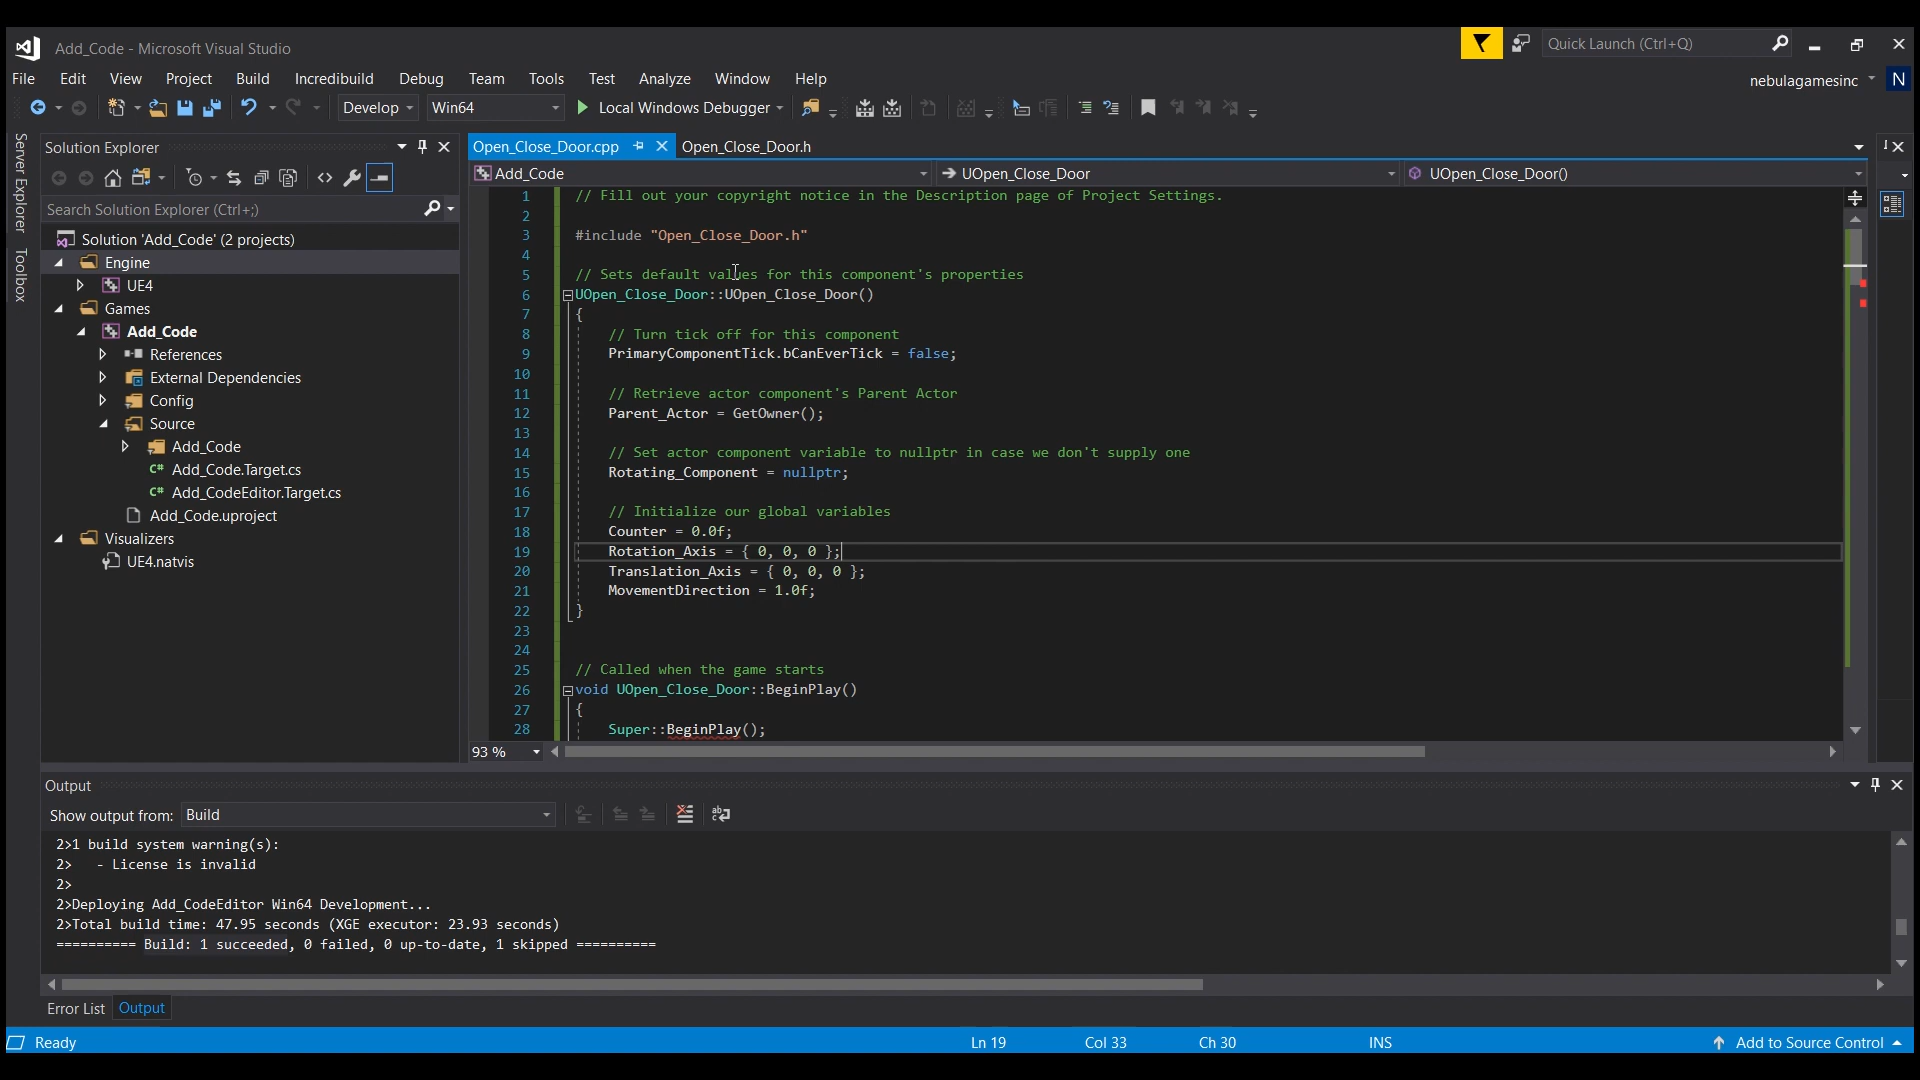 Add_Code - Microsoft Visual Studio
Quick Launch (Ctrl+Q)
File Edit View Project Build Incredibuild Debug Team Tools Test Analyze Window Help
nebulagamesinc N
Develop Win64 Local Windows Debugger
Server Explorer
Toolbox
Solution Explorer
Search Solution Explorer (Ctrl+;)
Solution 'Add_Code' (2 projects)
Engine
UE4
Games
Add_Code
References
External Dependencies
Config
Source
Add_Code
C# Add_Code.Target.cs
C# Add_CodeEditor.Target.cs
Add_Code.uproject
Visualizers
UE4.natvis
Open_Close_Door.cpp Open_Close_Door.h
Add_Code UOpen_Close_Door UOpen_Close_Door()
1 // Fill out your copyright notice in the Description page of Project Settings.
2
3 #include "Open_Close_Door.h"
4
5 // Sets default values for this component's properties
6 UOpen_Close_Door::UOpen_Close_Door()
7 {
8 // Turn tick off for this component
9 PrimaryComponentTick.bCanEverTick = false;
10
11 // Retrieve actor component's Parent Actor
12 Parent_Actor = GetOwner();
13
14 // Set actor component variable to nullptr in case we don't supply one
15 Rotating_Component = nullptr;
16
17 // Initialize our global variables
18 Counter = 0.0f;
19 Rotation_Axis = { 0, 0, 0 };
20 Translation_Axis = { 0, 0, 0 };
21 MovementDirection = 1.0f;
22 }
23
24
25 // Called when the game starts
26 void UOpen_Close_Door::BeginPlay()
27 {
28 Super::BeginPlay();
93 %
Output
Show output from: Build
2>1 build system warning(s):
2> - License is invalid
2>
2>Deploying Add_CodeEditor Win64 Development...
2>Total build time: 47.95 seconds (XGE executor: 23.93 seconds)
========== Build: 1 succeeded, 0 failed, 0 up-to-date, 1 skipped ==========
Error List Output
Ready Ln 19 Col 33 Ch 30 INS Add to Source Control